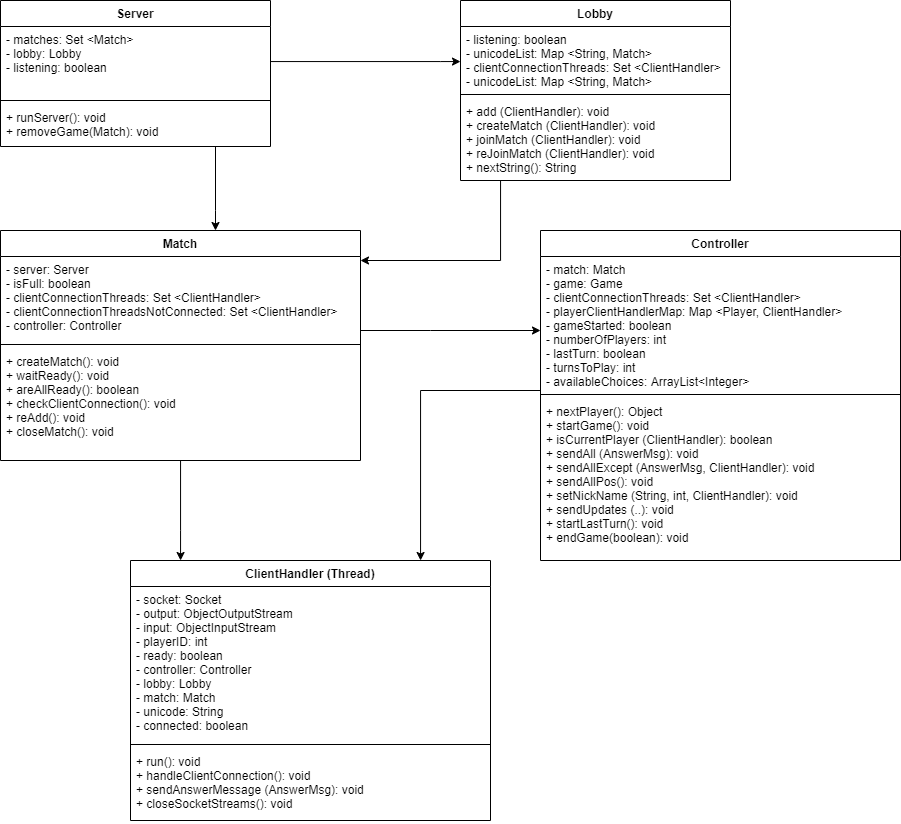 Server
- matches: Set <Match>
- lobby: Lobby
- listening: boolean
+ runServer(): void
+ removeGame(Match): void
Lobby
- listening: boolean
- unicodeList: Map <String, Match>
- clientConnectionThreads: Set <ClientHandler>
- unicodeList: Map <String, Match>
+ add (ClientHandler): void
+ createMatch (ClientHandler): void
+ joinMatch (ClientHandler): void
+ reJoinMatch (ClientHandler): void
+ nextString(): String
Match
- server: Server
- isFull: boolean
- clientConnectionThreads: Set <ClientHandler>
- clientConnectionThreadsNotConnected: Set <ClientHandler>
- controller: Controller
+ createMatch(): void
+ waitReady(): void
+ areAllReady(): boolean
+ checkClientConnection(): void
+ reAdd(): void
+ closeMatch(): void
Controller
- match: Match
- game: Game
- clientConnectionThreads: Set <ClientHandler>
- playerClientHandlerMap: Map <Player, ClientHandler>
- gameStarted: boolean
- numberOfPlayers: int
- lastTurn: boolean
- turnsToPlay: int
- availableChoices: ArrayList<Integer>
+ nextPlayer(): Object
+ startGame(): void
+ isCurrentPlayer (ClientHandler): boolean
+ sendAll (AnswerMsg): void
+ sendAllExcept (AnswerMsg, ClientHandler): void
+ sendAllPos(): void
+ setNickName (String, int, ClientHandler): void
+ sendUpdates (..): void
+ startLastTurn(): void
+ endGame(boolean): void
ClientHandler (Thread)
- socket: Socket
- output: ObjectOutputStream
- input: ObjectInputStream
- playerID: int
- ready: boolean
- controller: Controller
- lobby: Lobby
- match: Match
- unicode: String
- connected: boolean
+ run(): void
+ handleClientConnection(): void
+ sendAnswerMessage (AnswerMsg): void
+ closeSocketStreams(): void